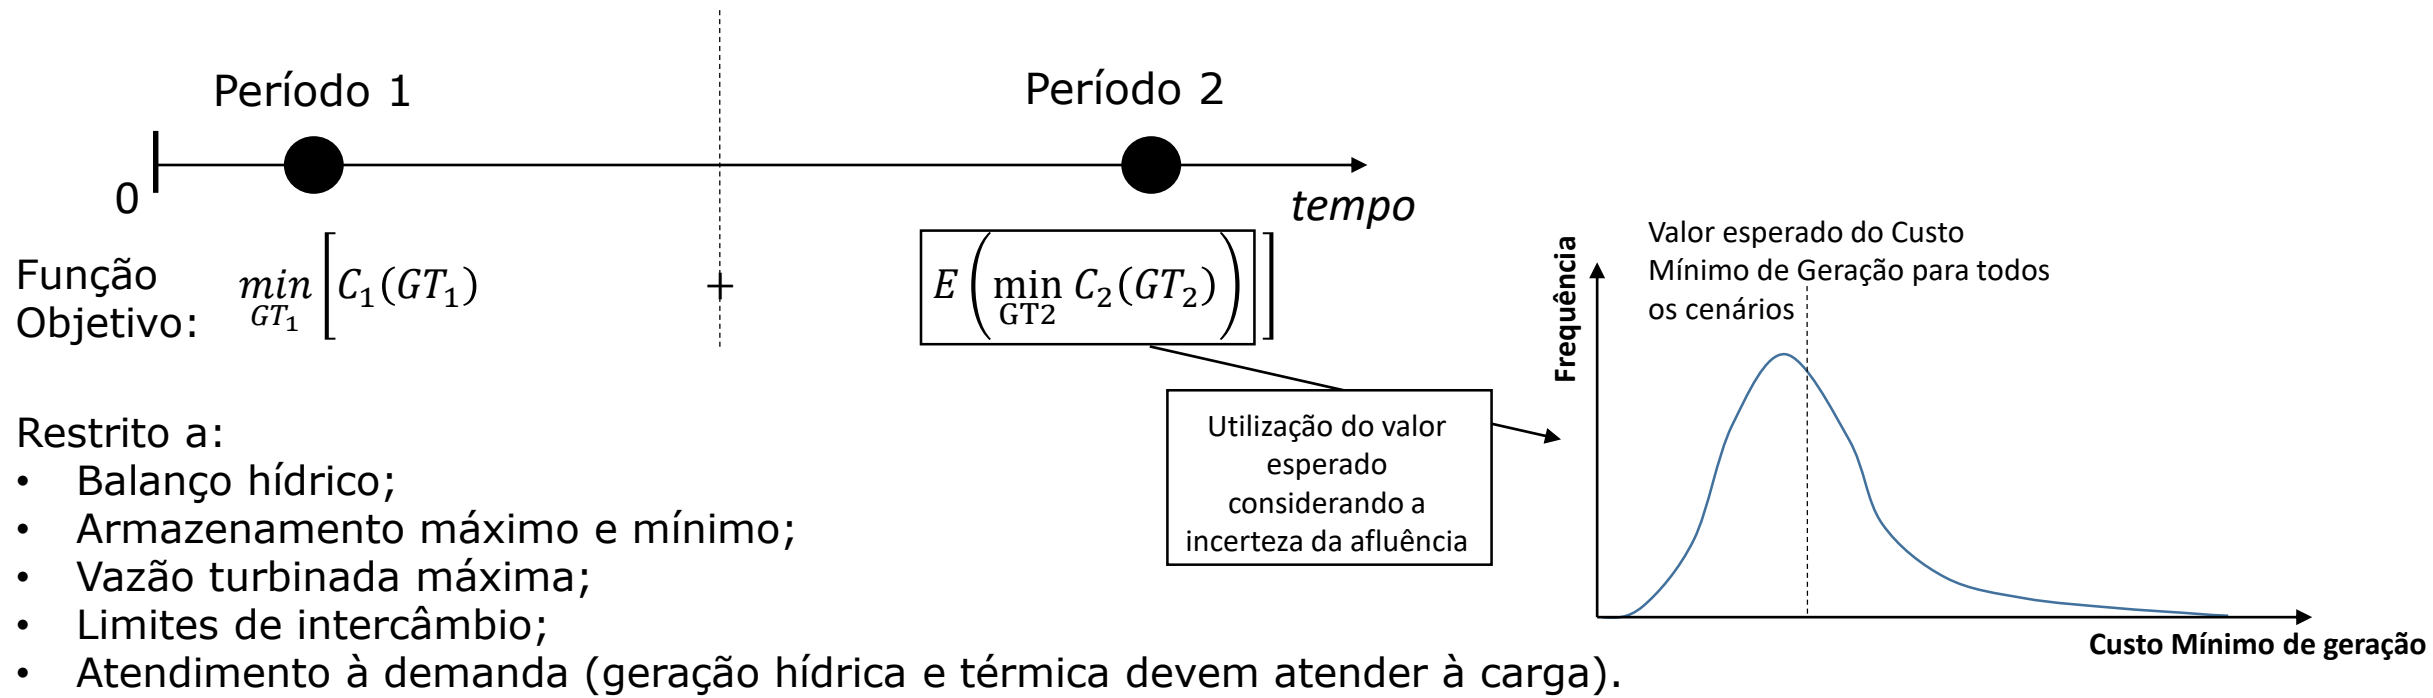 Período 1
Período 2
0
tempo
Função
Objetivo:
min [C₁(GT₁) + E(min C₂(GT₂))]
GT₁ GT2
Utilização do valor
esperado
considerando a
incerteza da afluência
Restrito a:
• Balanço hídrico;
• Armazenamento máximo e mínimo;
• Vazão turbinada máxima;
• Limites de intercâmbio;
• Atendimento à demanda (geração hídrica e térmica devem atender à carga).
Valor esperado do Custo
Mínimo de Geração para todos
os cenários
Frequência
Custo Mínimo de geração